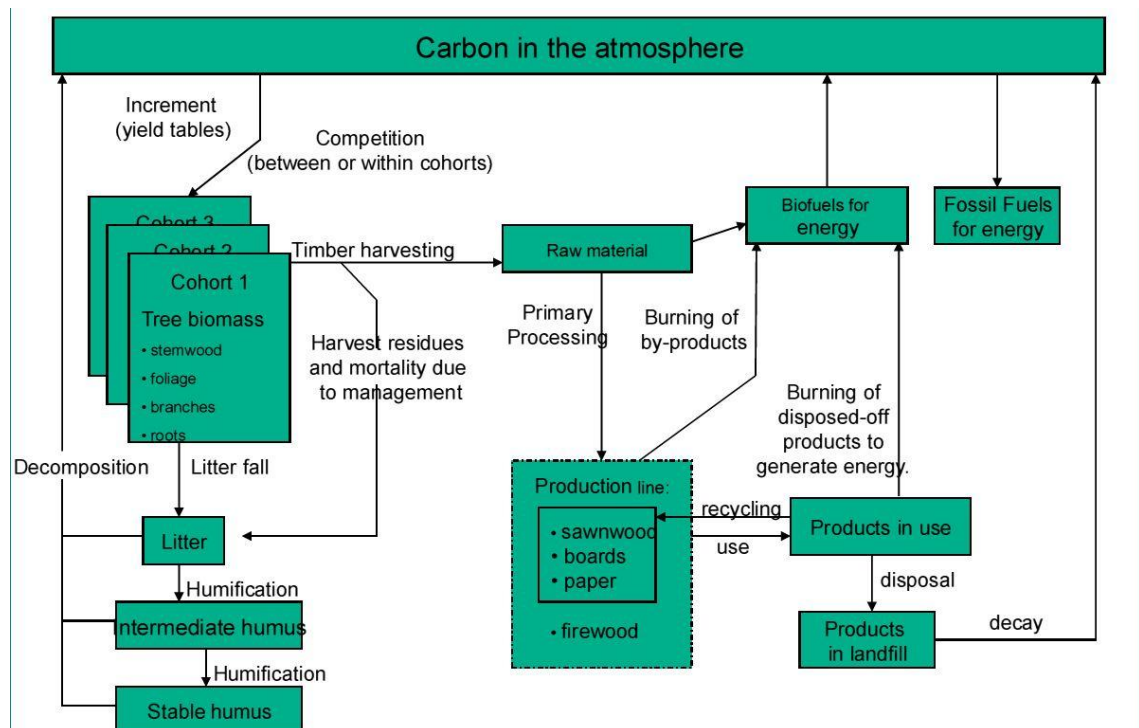 Carbon in the atmosphere
Increment
(yield tables)
Competition
(between or within cohorts)
Cohort 3
Cohort 2
Cohort 1
Tree biomass
• stemwood
• foliage
• branches
• roots
Timber harvesting
Raw material
Biofuels for
energy
Fossil Fuels
for energy
Harvest residues
and mortality due
to management
Primary
Processing
Burning of
by-products
Burning of
disposed-off
products to
generate energy.
Decomposition
Litter fall
Litter
Humification
Intermediate humus
Humification
Stable humus
Production line:
• sawnwood
• boards
• paper
• firewood
recycling
use
Products in use
disposal
Products
in landfill
decay